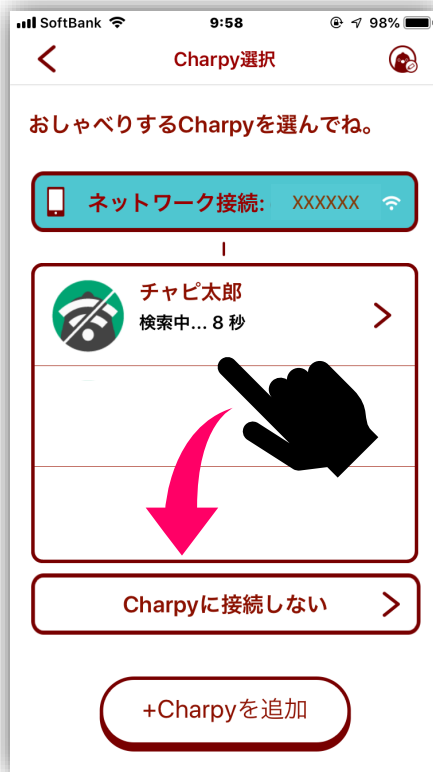 SoftBank 9:58 98%
Charpy選択
おしゃべりするCharpyを選んでね。
ネットワーク接続: XXXXXX
チャピ太郎
検索中... 8 秒
Charpyに接続しない
+Charpyを追加